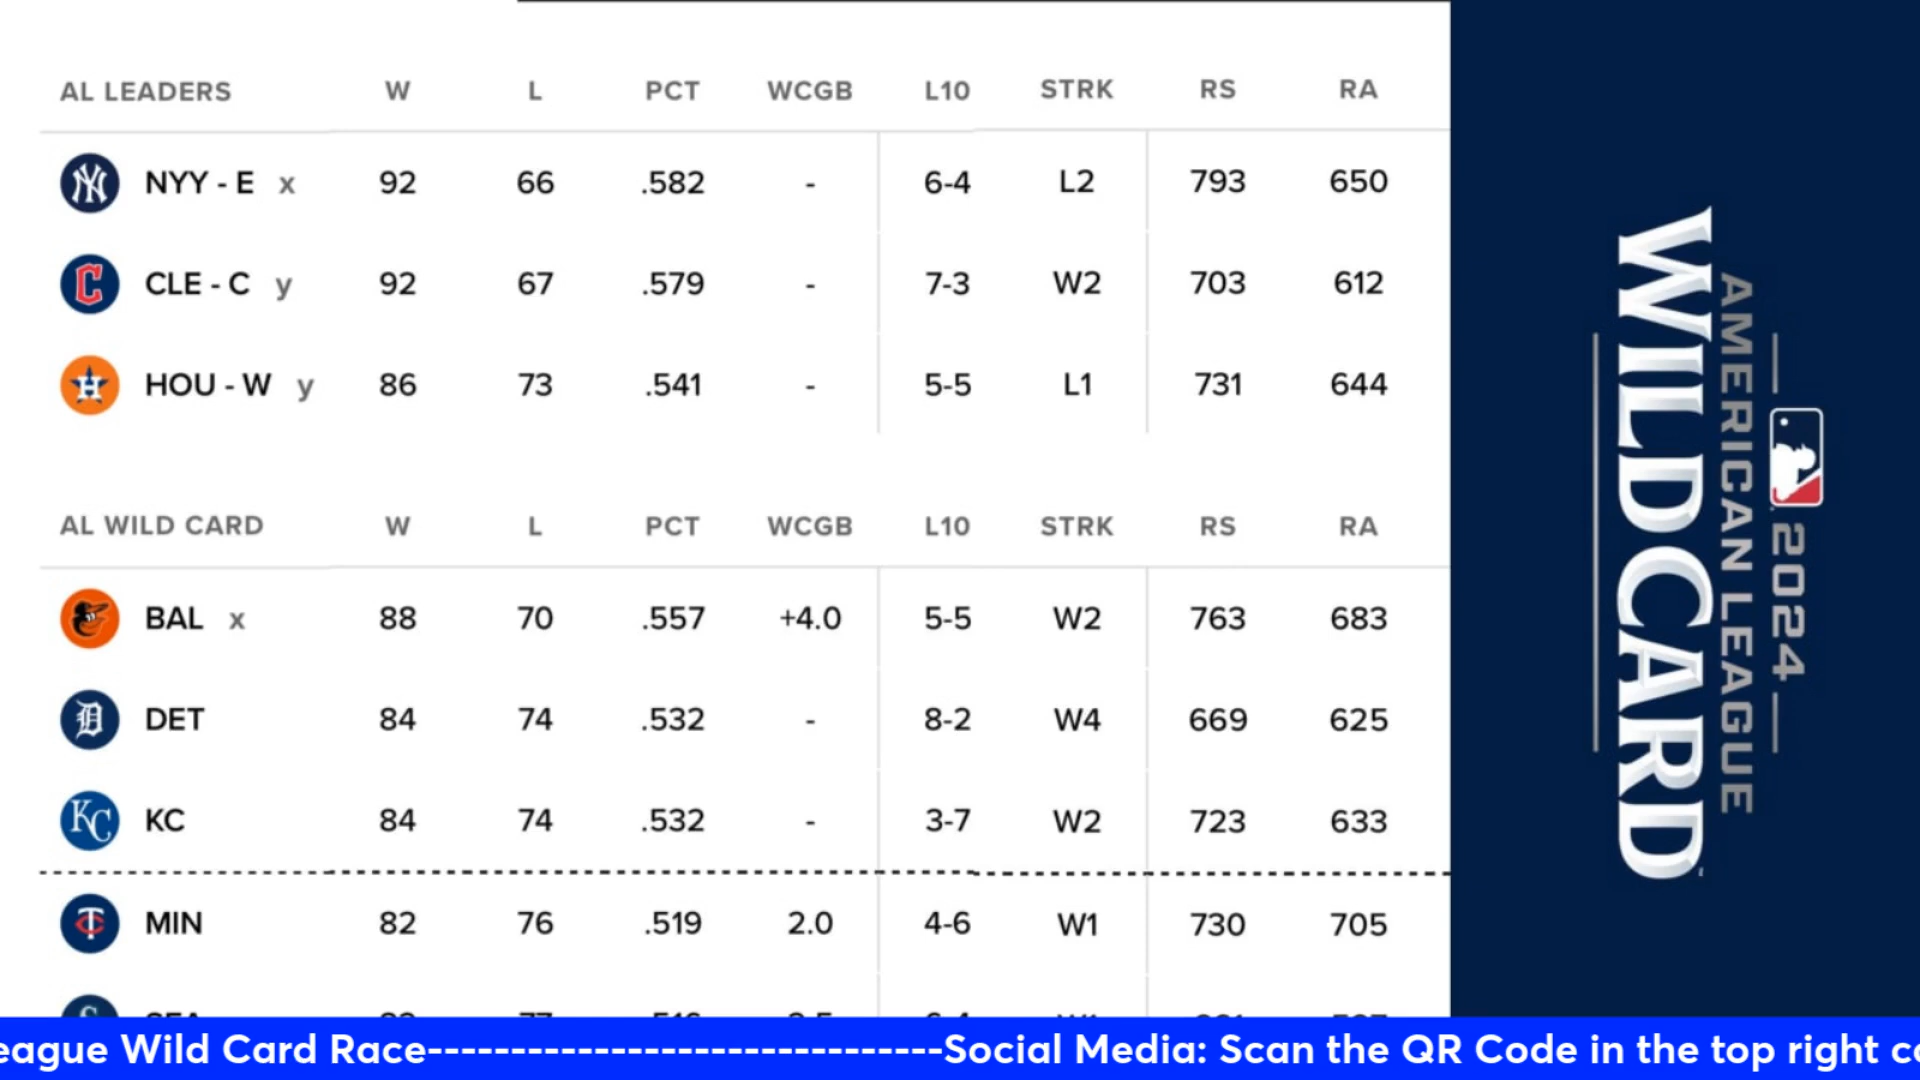 AL LEADERS W L PCT WCGB L10 STRK RS RA
NYY - E x 92 66 .582 - 6-4 L2 793 650
CLE - C y 92 67 .579 - 7-3 W2 703 612
HOU - W y 86 73 .541 - 5-5 L1 731 644
AL WILD CARD W L PCT WCGB L10 STRK RS RA
BAL x 88 70 .557 +4.0 5-5 W2 763 683
DET 84 74 .532 - 8-2 W4 669 625
KC 84 74 .532 - 3-7 W2 723 633
MIN 82 76 .519 2.0 4-6 W1 730 705
2024
AMERICAN LEAGUE
WILD CARD
eague Wild Card Race-------------------------------Social Media: Scan the QR Code in the top right co